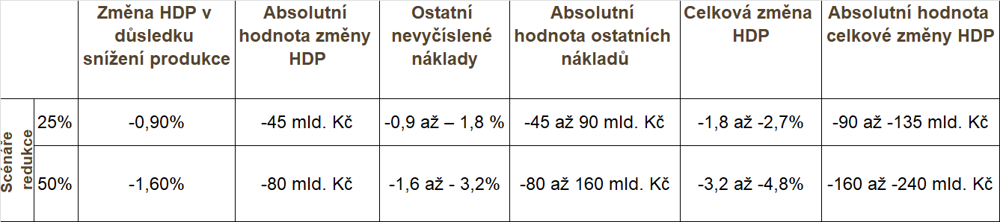 Změna HDP v
důsledku
snížení produkce
Absolutní
hodnota změny
HDP
Ostatní
nevyčíslené
náklady
Absolutní
hodnota ostatních
nákladů
Celková změna
HDP
Absolutní hodnota
celkové změny HDP
Scénáře
redukce
25%
-0,90%
-45 mld. Kč
-0,9 až – 1,8 %
-45 až 90 mld. Kč
-1,8 až -2,7%
-90 až -135 mld. Kč
50%
-1,60%
-80 mld. Kč
-1,6 až - 3,2%
-80 až 160 mld. Kč
-3,2 až -4,8%
-160 až -240 mld. Kč